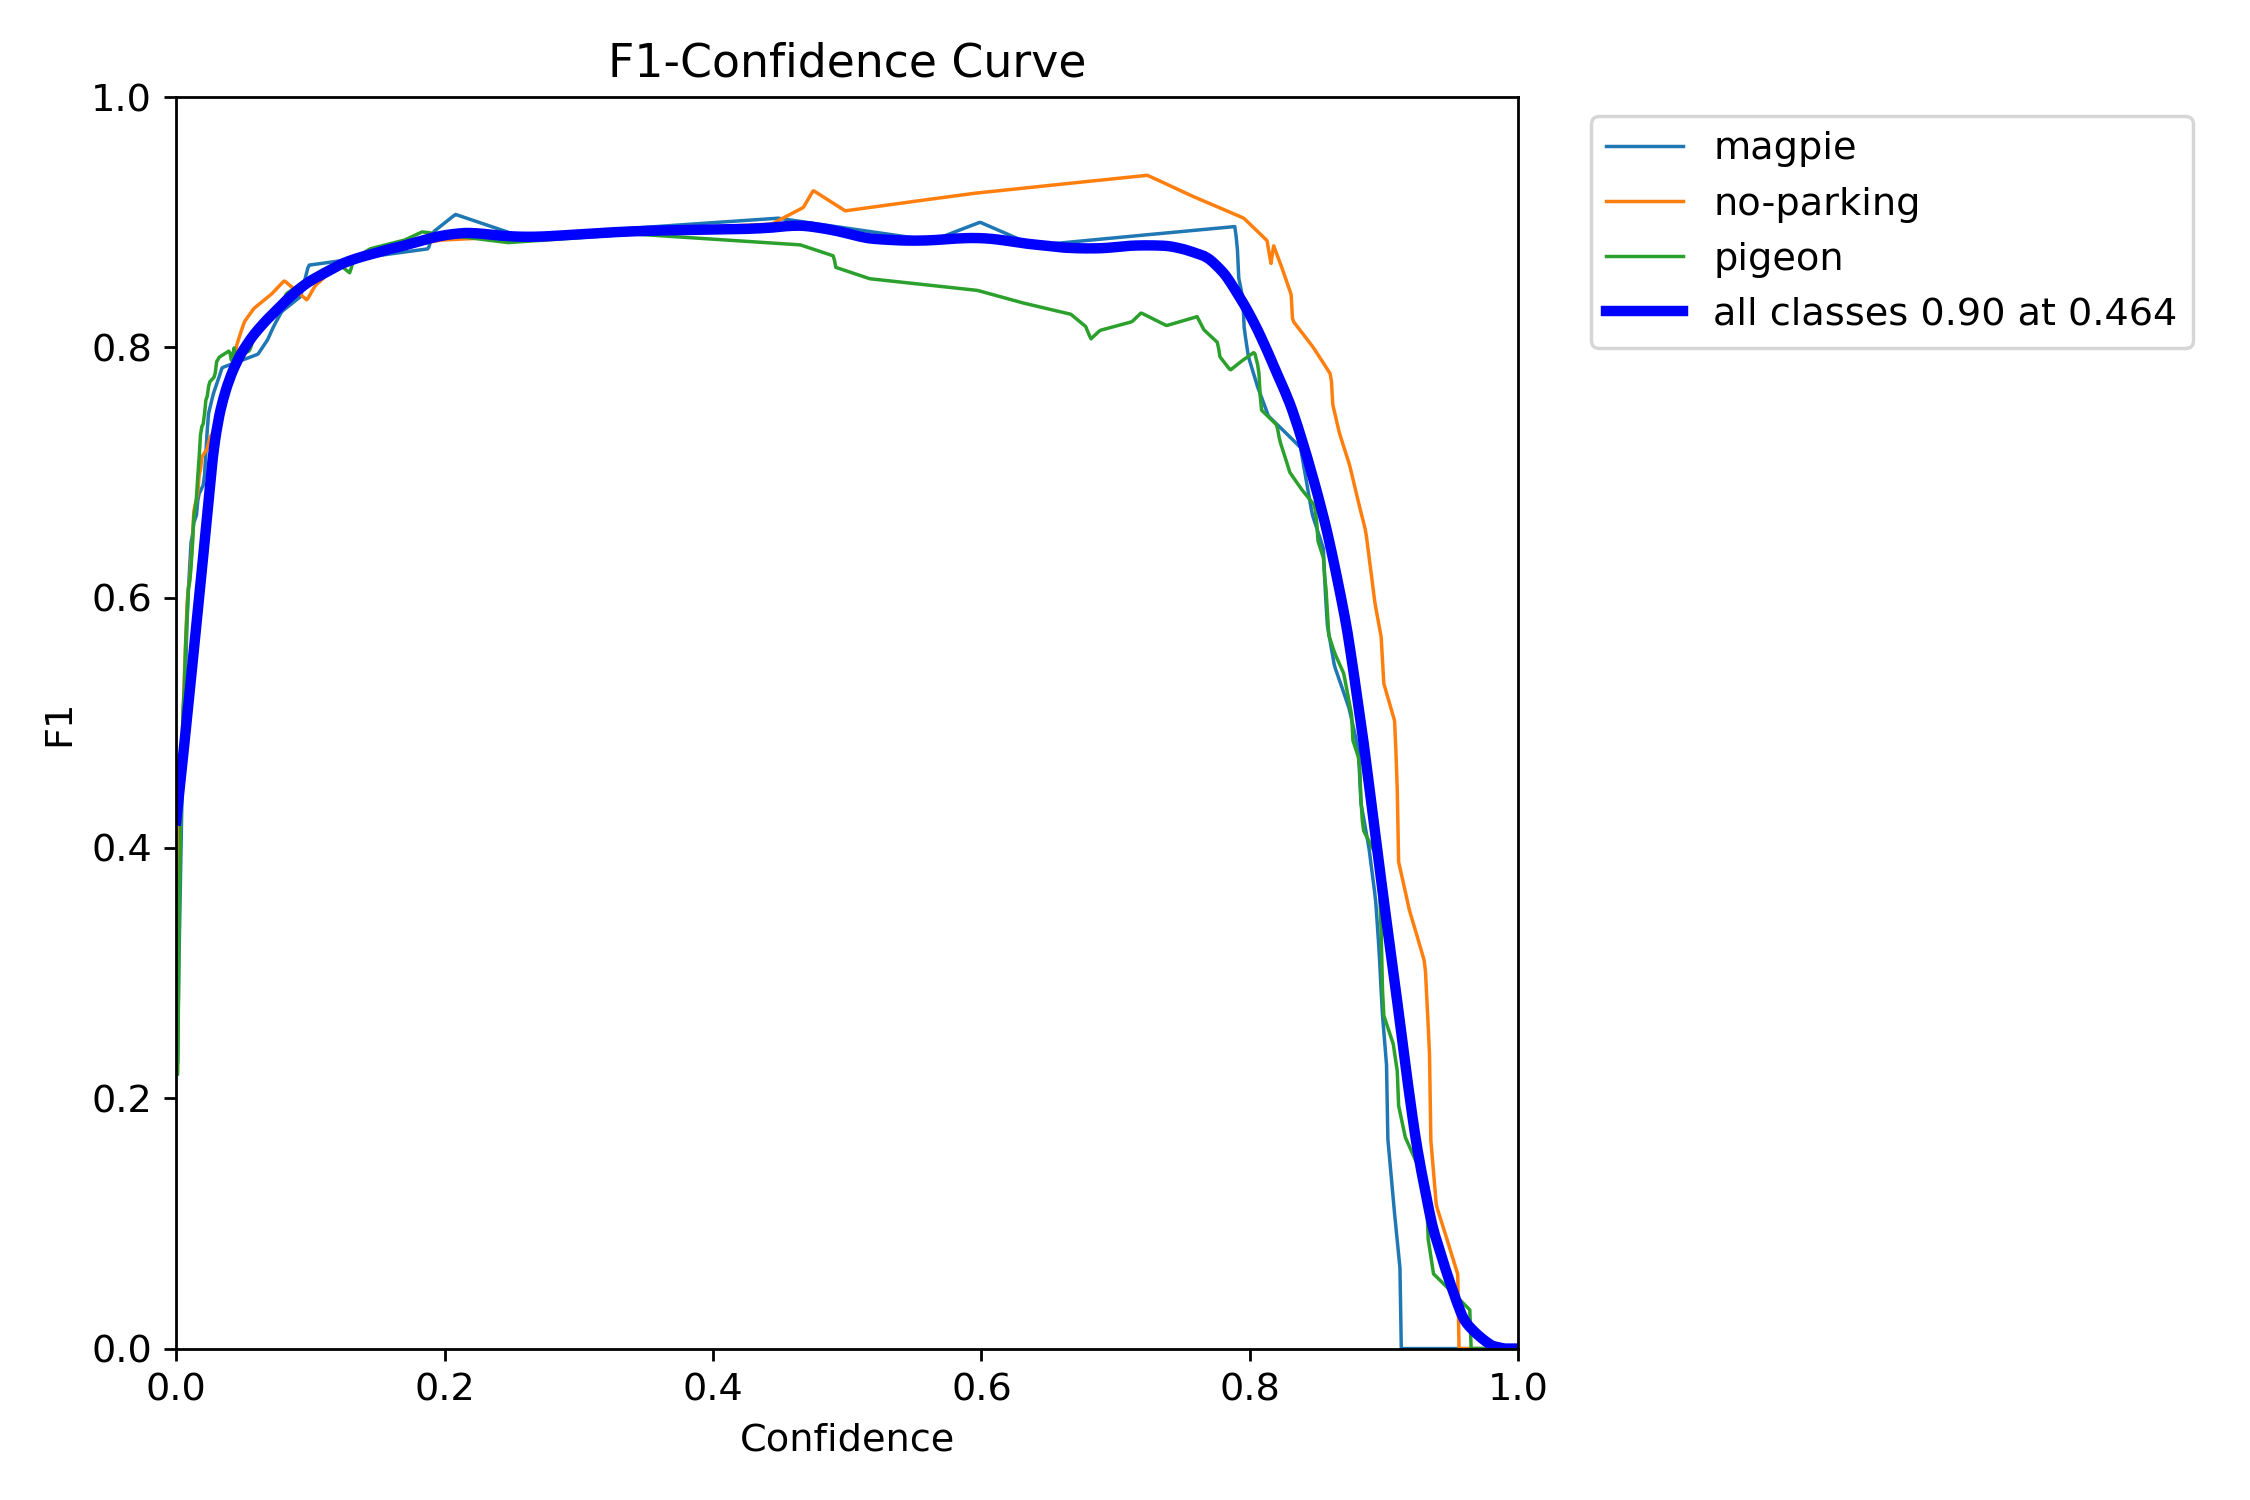 F1-Confidence Curve
1.0
0.8
0.6
0.4
0.2
0.0
F1
0.0 0.2 0.4 0.6 0.8 1.0
Confidence
magpie
no-parking
pigeon
all classes 0.90 at 0.464